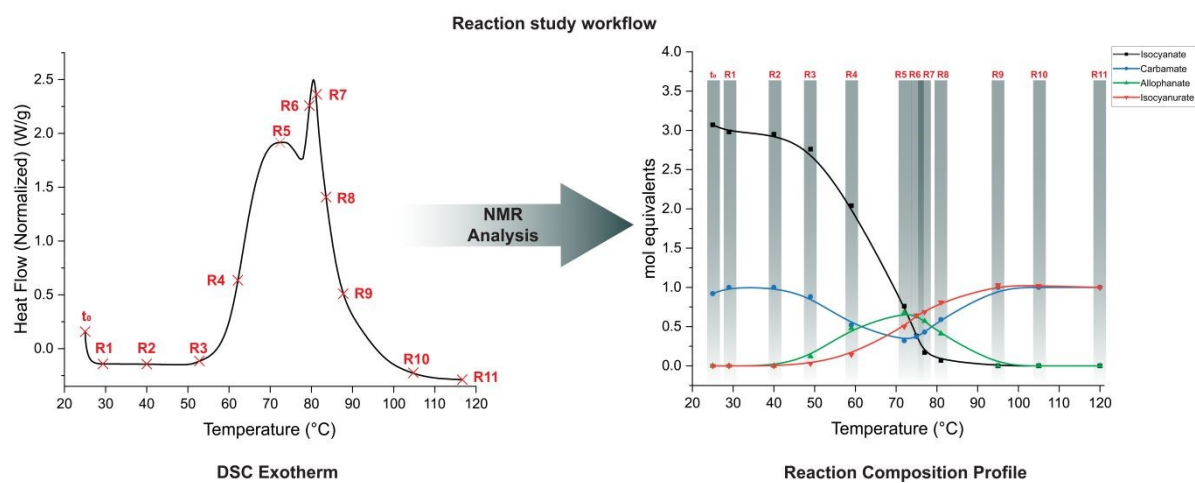 Reaction study workflow
Heat Flow (Normalized) (W/g)
2.5
2.0
1.5
1.0
0.5
0.0
t₀
R1
R2
R3
R4
R5
R6
R7
R8
R9
R10
R11
20 30 40 50 60 70 80 90 100 110 120
Temperature (°C)
DSC Exotherm
NMR
Analysis
mol equivalents
4.0
3.5
3.0
2.5
2.0
1.5
1.0
0.5
0.0
t₀ R1 R2 R3 R4 R5 R6 R7 R8 R9 R10 R11
Isocyanate
Carbamate
Allophanate
Isocyanurate
20 30 40 50 60 70 80 90 100 110 120
Temperature (°C)
Reaction Composition Profile